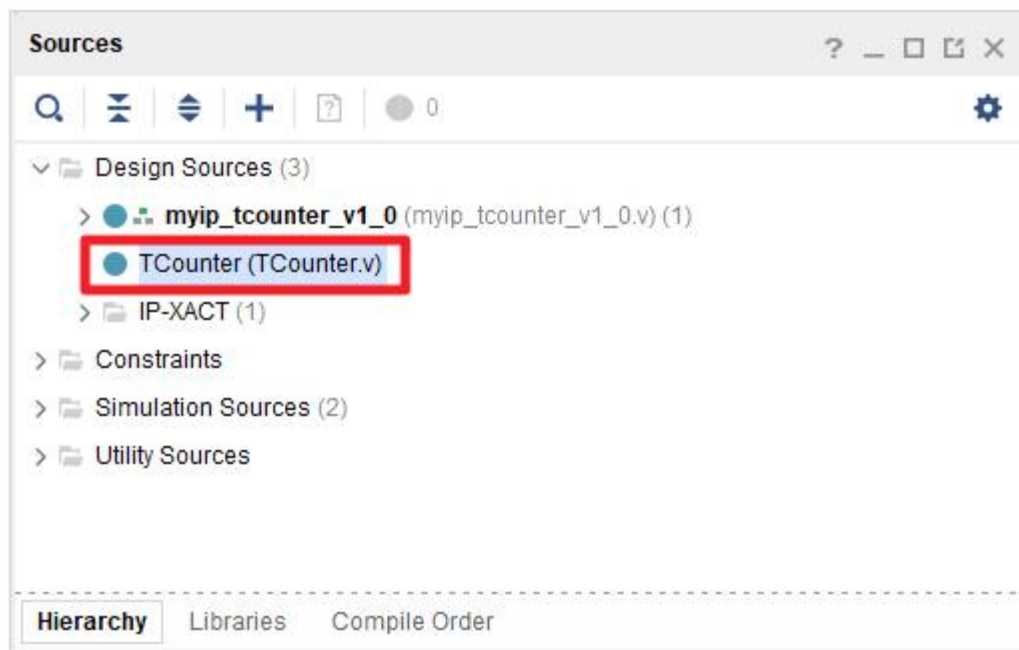 Sources
0
Design Sources (3)
myip_tcounter_v1_0 (myip_tcounter_v1_0.v) (1)
TCounter (TCounter.v)
IP-XACT (1)
Constraints
Simulation Sources (2)
Utility Sources
Hierarchy Libraries Compile Order